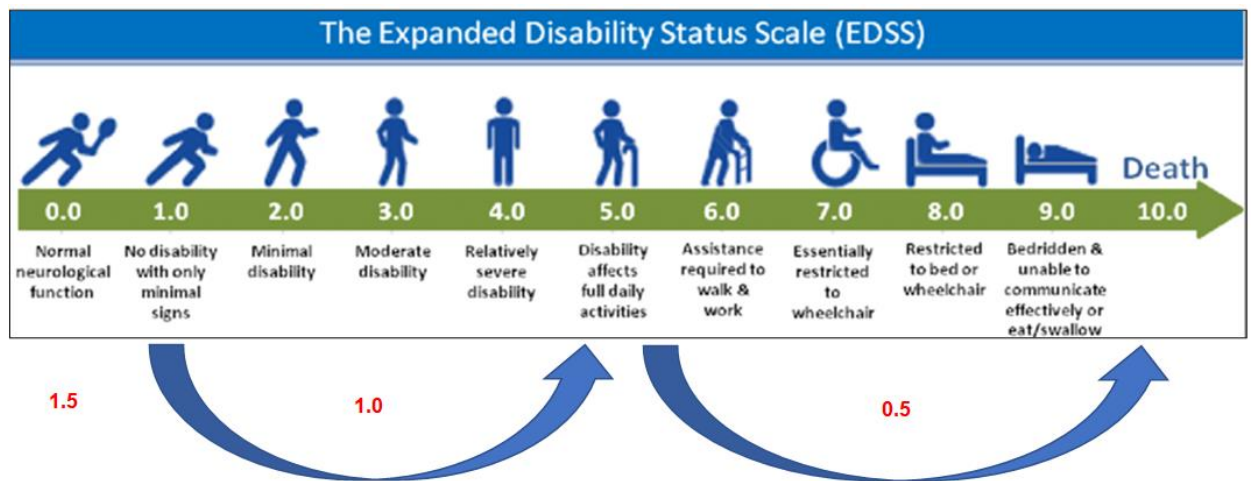 The Expanded Disability Status Scale (EDSS)
Death
0.0 1.0 2.0 3.0 4.0 5.0 6.0 7.0 8.0 9.0 10.0
Normal
neurological
function
No disability
with only
minimal
signs
Minimal
disability
Moderate
disability
Relatively
severe
disability
Disability
affects
full daily
activities
Assistance
required to
walk &
work
Essentially
restricted
to
wheelchair
Restricted
to bed or
wheelchair
Bedridden &
unable to
communicate
effectively or
eat/swallow
1.5
1.0
0.5